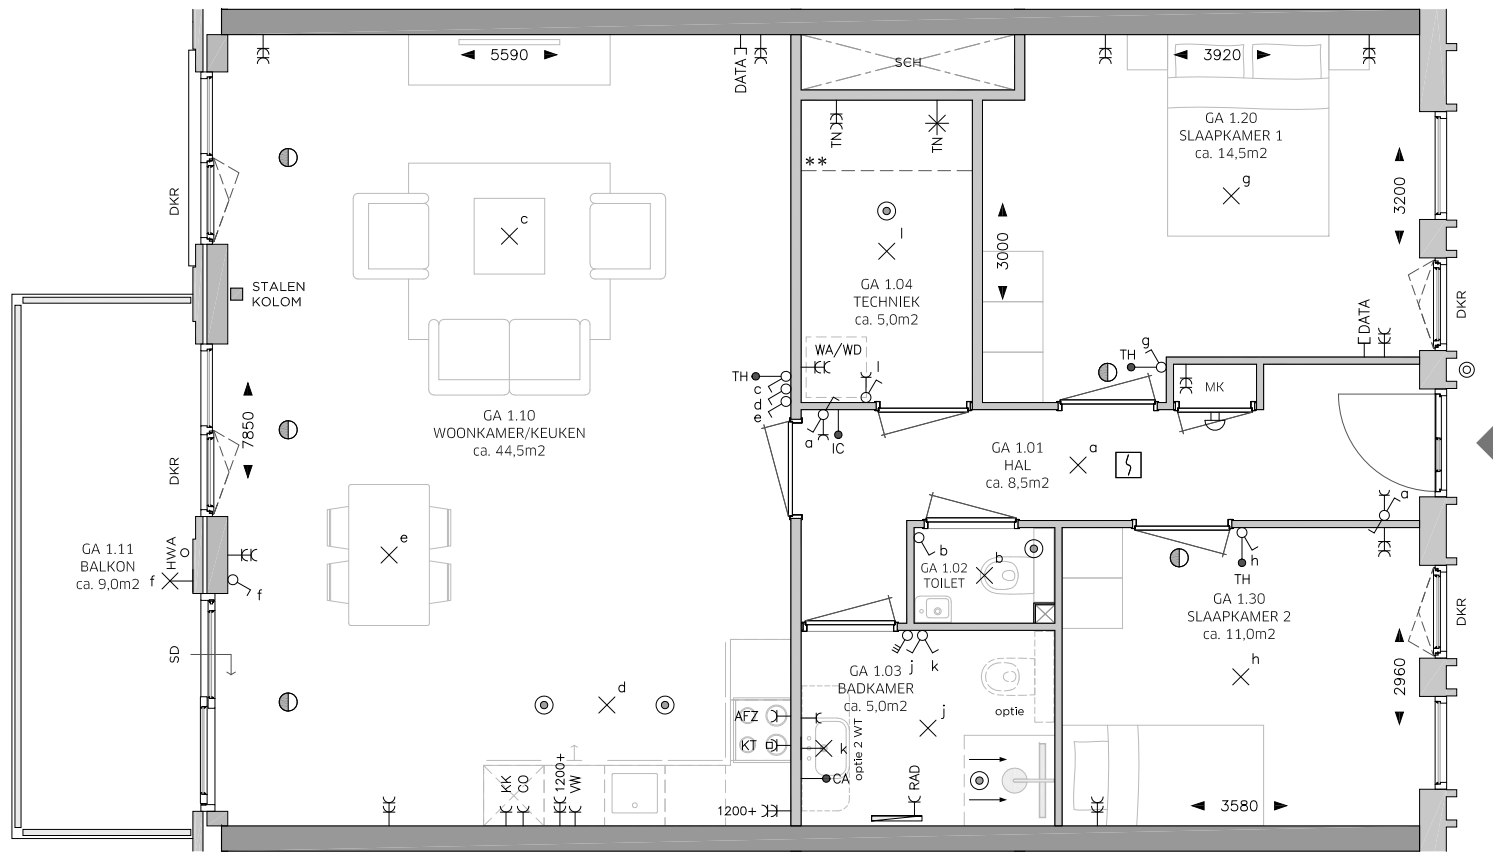 5590
DATA
SCH
3920
GA 1.20
SLAAPKAMER 1
ca. 14,5m2
g
TN
TN
**
DKR
3200
c
l
3000
GA 1.04
TECHNIEK
ca. 5,0m2
STALEN
KOLOM
DKR
DATA
g
TH
WA/WD
l
TH
c
d
e
MK
7850
GA 1.10
WOONKAMER/KEUKEN
ca. 44,5m2
a
IC
GA 1.01
HAL
ca. 8,5m2
a
DKR
a
e
GA 1.11
BALKON
ca. 9,0m2
HWA
f
f
b
GA 1.02
TOILET
b
h
TH
GA 1.30
SLAAPKAMER 2
ca. 11,0m2
DKR
SD
h
2960
j
k
GA 1.03
BADKAMER
ca. 5,0m2
optie
d
j
AFZ
KT
k
optie 2 WT
CA
RAD
KK
CO
1200+
VW
1200+
3580